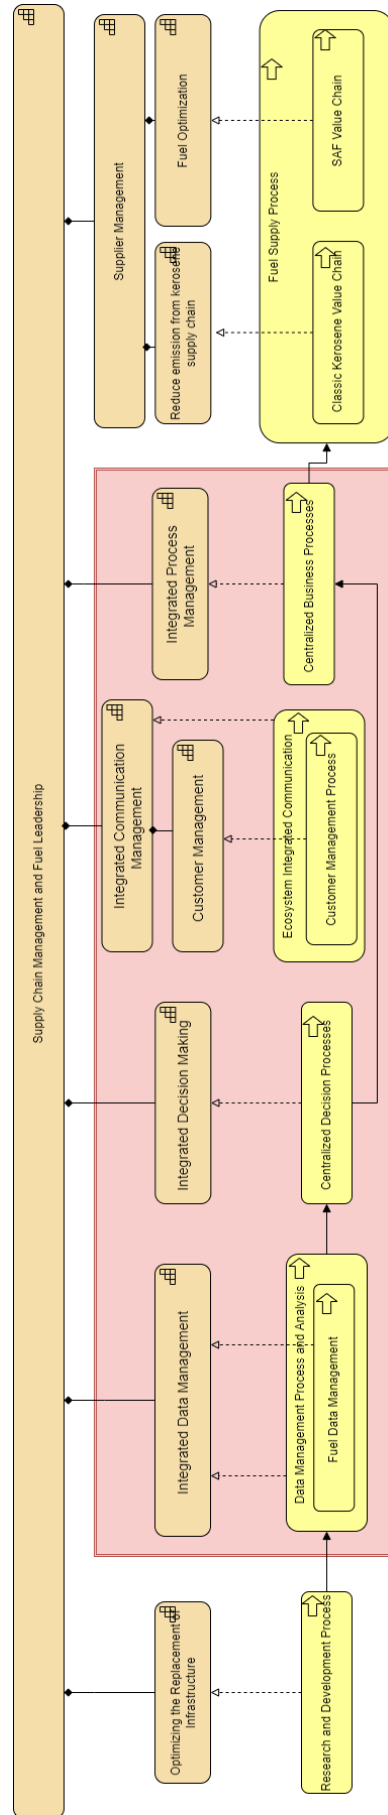 Supply Chain Management and Fuel Leadership
Optimizing the Replacement of
Infrastructure
Integrated Data Management
Integrated Decision Making
Integrated Communication
Management
Customer Management
Integrated Process
Management
Supplier Management
Reduce emission from kerosene
supply chain
Fuel Optimization
Research and Development Process
Data Management Process and Analysis
Fuel Data Management
Centralized Decision Processes
Ecosystem Integrated Communication
Customer Management Process
Centralized Business Processes
Fuel Supply Process
Classic Kerosene Value Chain
SAF Value Chain